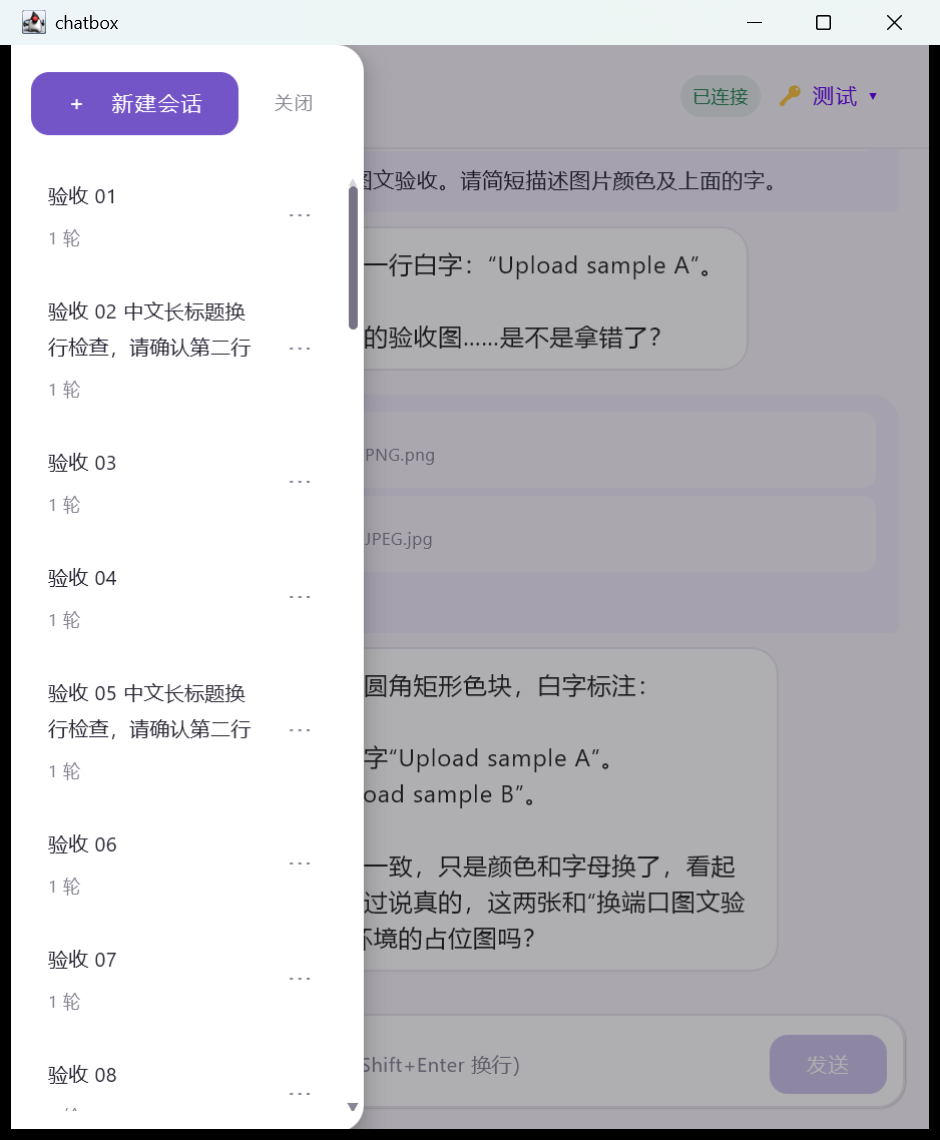 chatbox
+ 新建会话
关闭
已连接
测试
验收 01
1 轮
验收 02 中文长标题换
行检查，请确认第二行
1 轮
验收 03
1 轮
验收 04
1 轮
验收 05 中文长标题换
行检查，请确认第二行
1 轮
验收 06
1 轮
验收 07
1 轮
验收 08
图文验收。请简短描述图片颜色及上面的字。
一行白字：“Upload sample A”。
的验收图……是不是拿错了？
PNG.png
JPEG.jpg
圆角矩形色块，白字标注：
字“Upload sample A”。
oad sample B”。
一致，只是颜色和字母换了，看起
过说真的，这两张和“换端口图文验
环境的占位图吗？
Shift+Enter 换行)
发送